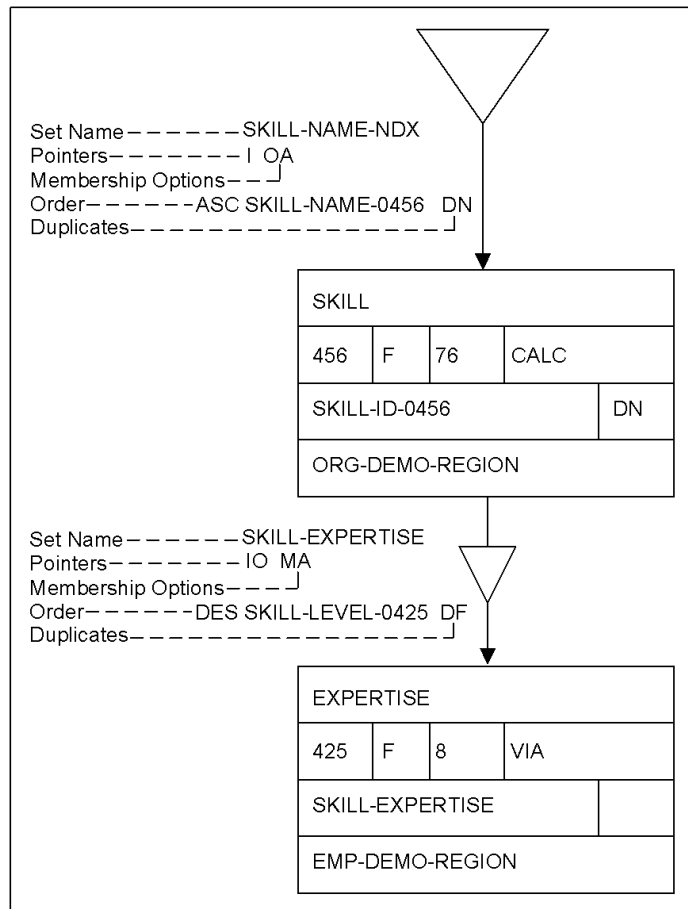 Set Name SKILL-NAME-NDX
Pointers I OA
Membership Options
Order ASC SKILL-NAME-0456 DN
Duplicates
SKILL
456 F 76 CALC
SKILL-ID-0456 DN
ORG-DEMO-REGION
Set Name SKILL-EXPERTISE
Pointers IO MA
Membership Options
Order DES SKILL-LEVEL-0425 DF
Duplicates
EXPERTISE
425 F 8 VIA
SKILL-EXPERTISE
EMP-DEMO-REGION